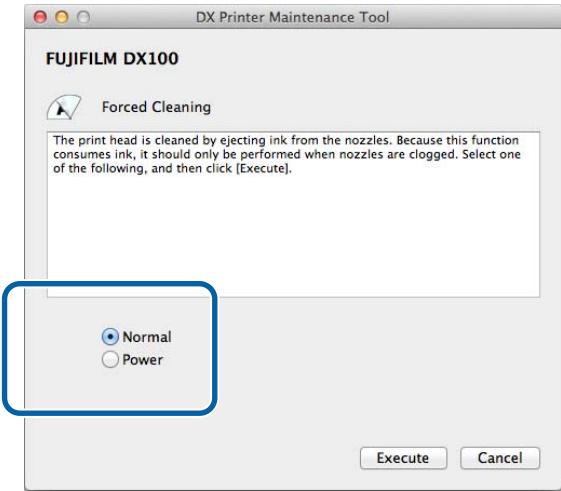 DX Printer Maintenance Tool
FUJIFILM DX100
Forced Cleaning
The print head is cleaned by ejecting ink from the nozzles. Because this function
consumes ink, it should only be performed when nozzles are clogged. Select one
of the following, and then click [Execute].
Normal
Power
Execute Cancel